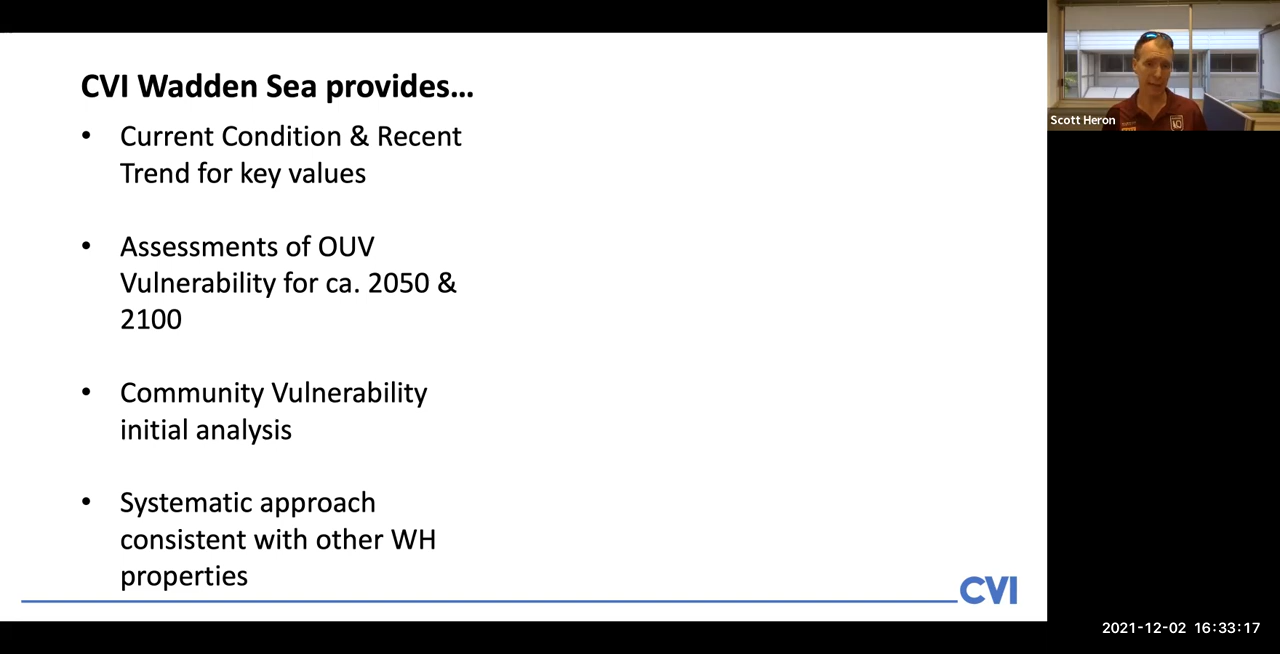 CVI Wadden Sea provides...
• Current Condition & Recent
Trend for key values
• Assessments of OUV
Vulnerability for ca. 2050 &
2100
• Community Vulnerability
initial analysis
• Systematic approach
consistent with other WH
properties
CVI
Scott Heron
2021-12-02 16:33:17